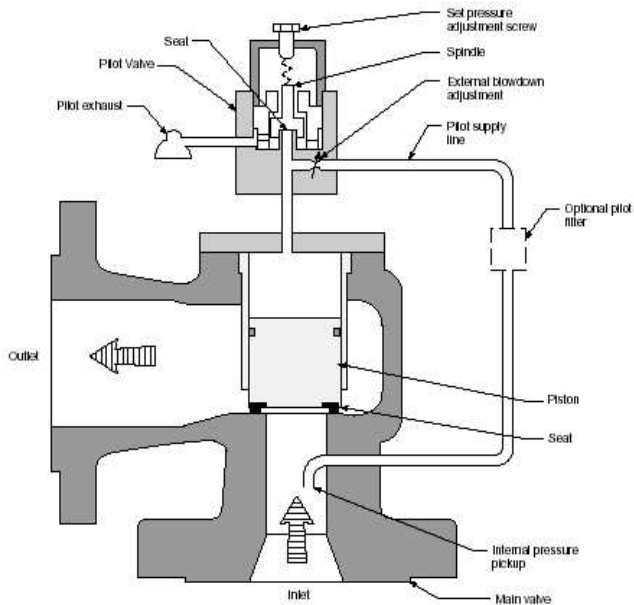 Set pressure
adjustment screw
Seat
Spindle
Pilot Valve
External blowdown
adjustment
Pilot exhaust
Pilot supply
line
Optional pilot
filter
Outlet
Piston
Seat
Internal pressure
pickup
Inlet
Main valve